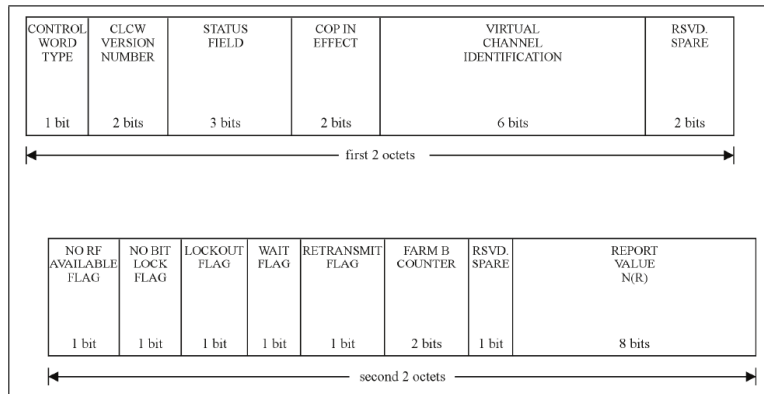 CONTROL
WORD
TYPE
1 bit
CLCW
VERSION
NUMBER
2 bits
STATUS
FIELD
3 bits
COP IN
EFFECT
2 bits
VIRTUAL
CHANNEL
IDENTIFICATION
6 bits
RSVD.
SPARE
2 bits
first 2 octets
NO RF
AVAILABLE
FLAG
1 bit
NO BIT
LOCK
FLAG
1 bit
LOCKOUT
FLAG
1 bit
WAIT
FLAG
1 bit
RETRANSMIT
FLAG
1 bit
FARM B
COUNTER
2 bits
RSVD.
SPARE
1 bit
REPORT
VALUE
N(R)
8 bits
second 2 octets